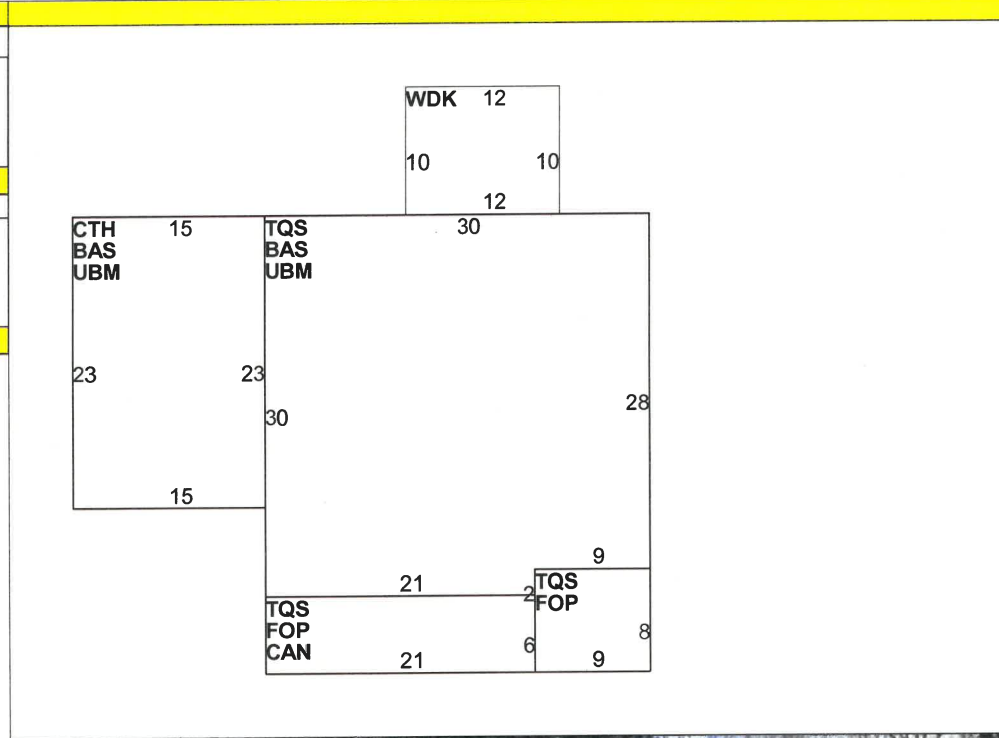 WDK 12
10 10
12
CTH 15 TQS 30
BAS BAS
UBM UBM
23 23
28
30
15
9
21 TQS
2
TQS FOP
FOP 8
6
CAN 21 9